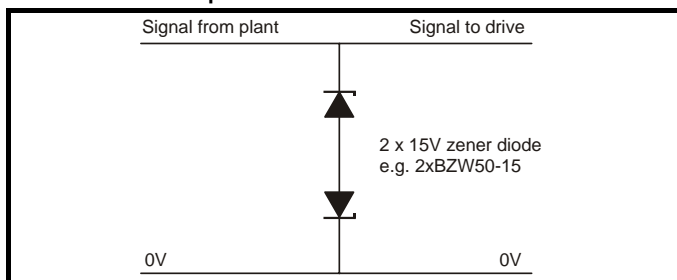 Signal from plant
Signal to drive
2 x 15V zener diode
e.g. 2xBZW50-15
0V
0V